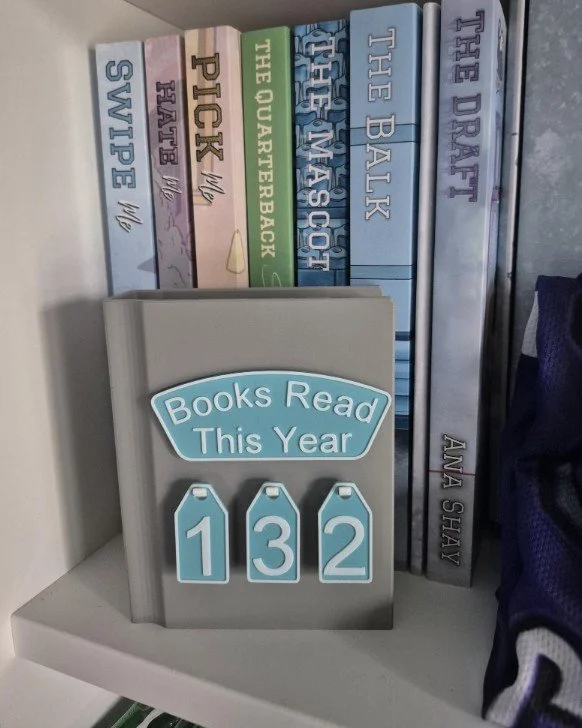 SWIPE Me
HATE Me
PICK Me
THE QUARTERBACK
THE MASCOT
THE BALK
THE DRAFT
ANA SHAY
Books Read
This Year
1 3 2